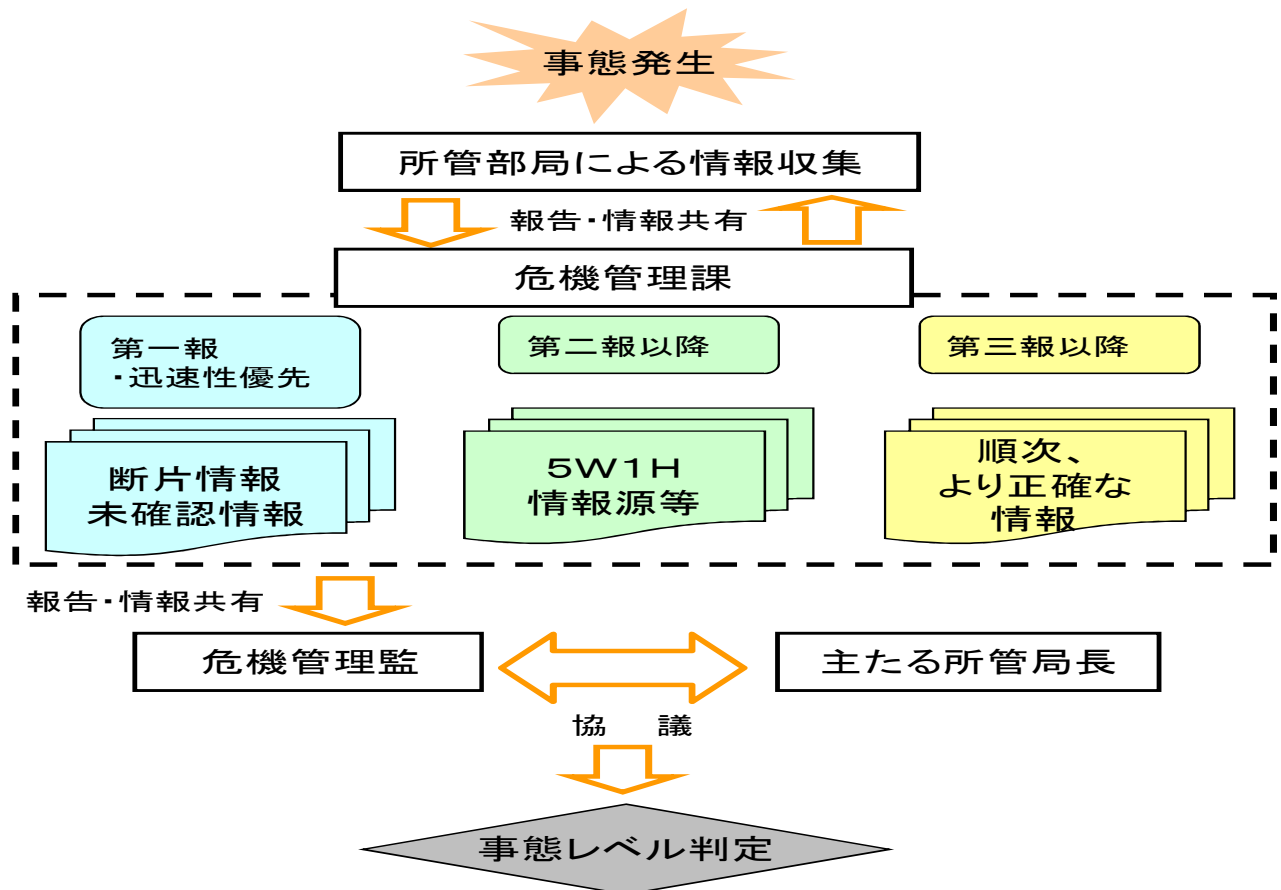 事態発生
所管部局による情報収集
報告・情報共有
危機管理課
第一報
・迅速性優先
第二報以降
第三報以降
断片情報
未確認情報
5W1H
情報源等
順次、
より正確な
情報
報告・情報共有
危機管理監
主たる所管局長
協　議
事態レベル判定